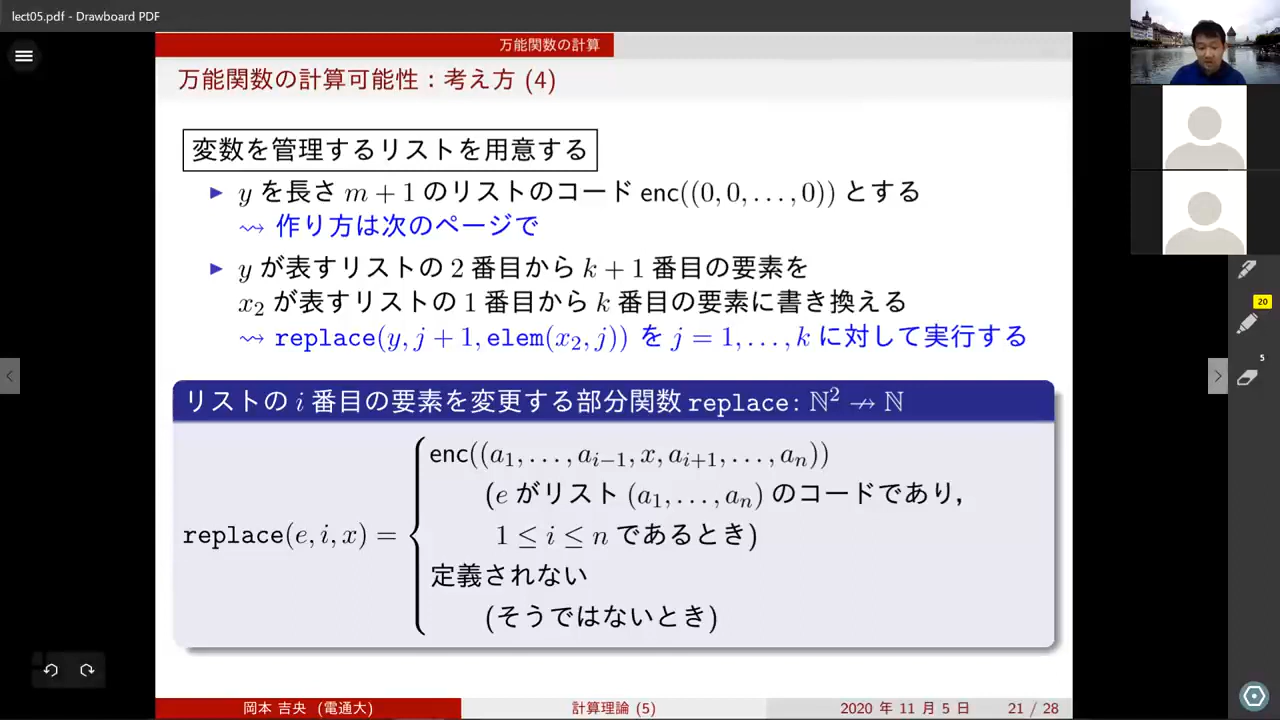 lect05.pdf - Drawboard PDF
万能関数の計算
万能関数の計算可能性：考え方 (4)
変数を管理するリストを用意する
▶ y を長さ m + 1 のリストのコード enc((0, 0, . . . , 0)) とする
⇝ 作り方は次のページで
▶ y が表すリストの 2 番目から k + 1 番目の要素を
x₂ が表すリストの 1 番目から k 番目の要素に書き換える
⇝ replace(y, j + 1, elem(x₂, j)) を j = 1, . . . , k に対して実行する
リストの i 番目の要素を変更する部分関数 replace: ℕ² ↛ ℕ
replace(e, i, x) =
enc((a₁, . . . , aᵢ₋₁, x, aᵢ₊₁, . . . , aₙ))
(e がリスト (a₁, . . . , aₙ) のコードであり,
1 ≤ i ≤ n であるとき)
定義されない
(そうではないとき)
岡本 吉央 (電通大)
計算理論 (5)
2020 年 11 月 5 日
21 / 28
20
5